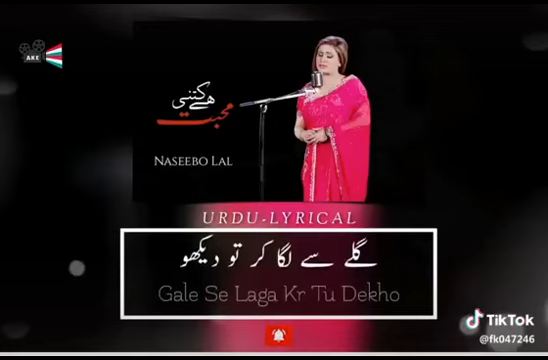 AKE
ہے کتنی
محبت
NASEEBO LAL
URDU-LYRICAL
گلے سے لگا کر تو دیکھو
Gale Se Laga Kr Tu Dekho
TikTok
@fk047246